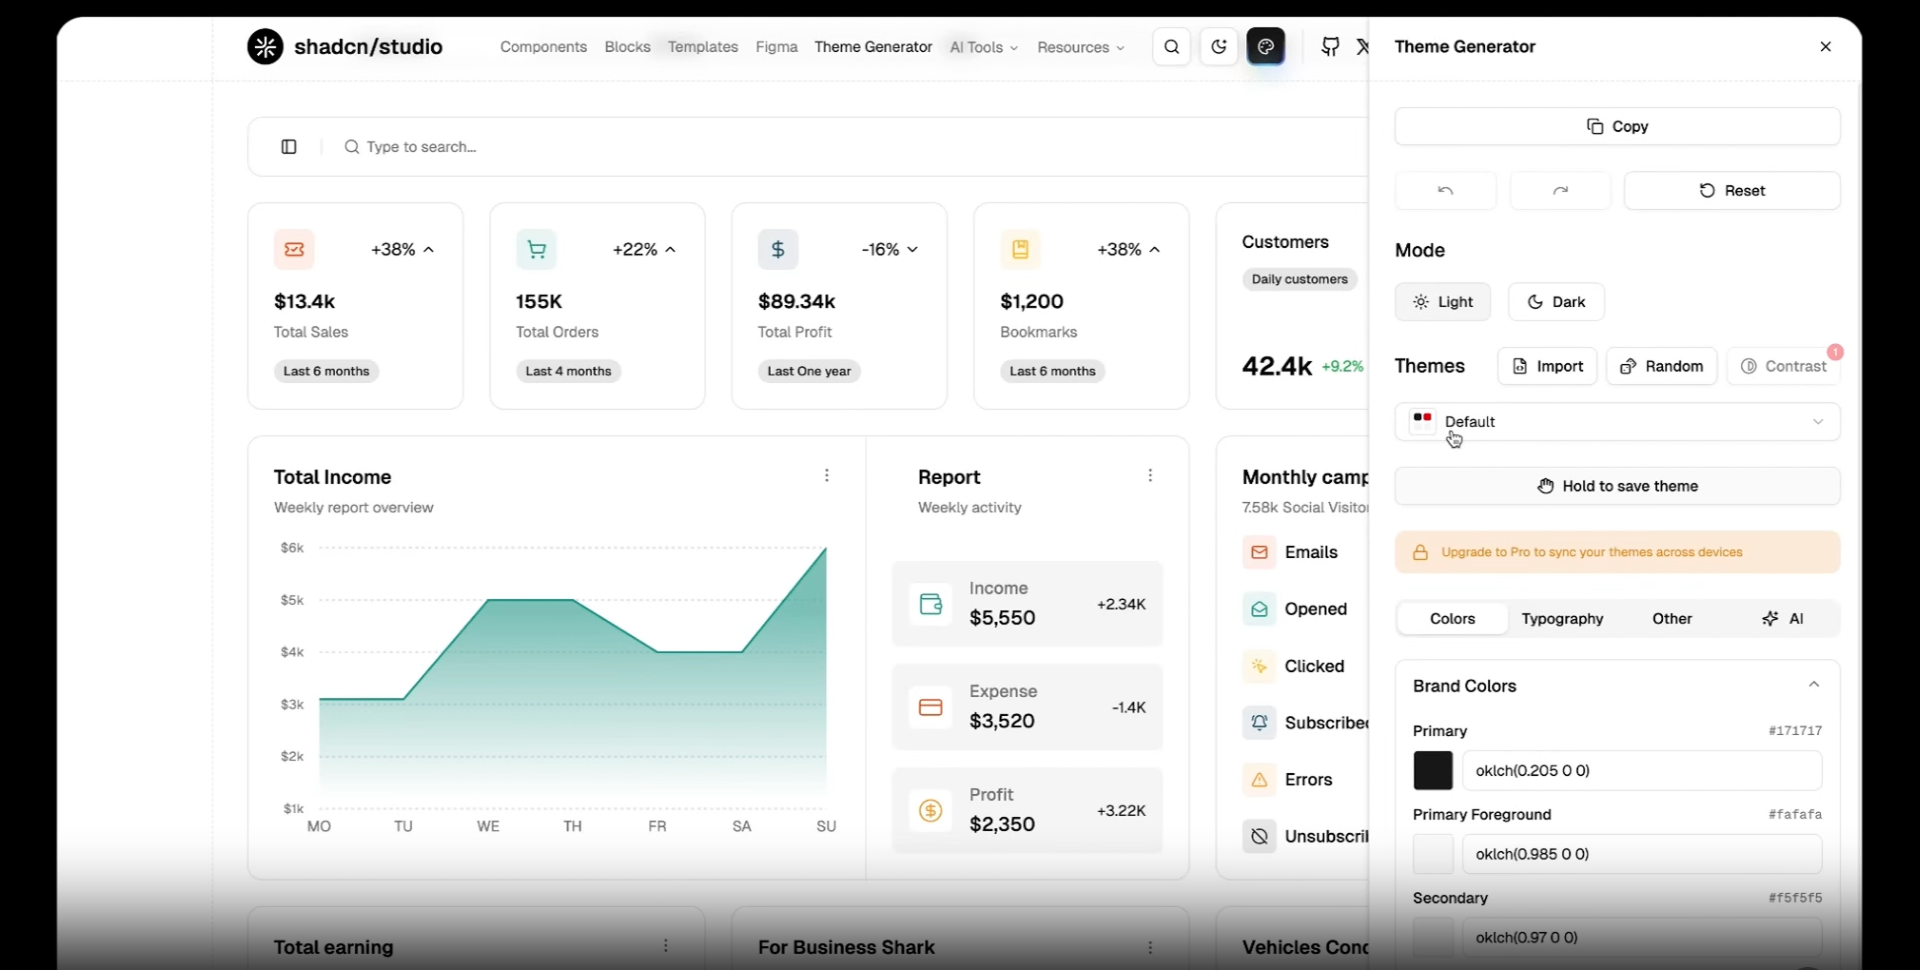 shadcn/studio
Components Blocks Templates Figma Theme Generator AI Tools Resources
Type to search...
+38%
$13.4k
Total Sales
Last 6 months
+22%
155K
Total Orders
Last 4 months
-16%
$89.34k
Total Profit
Last One year
+38%
$1,200
Bookmarks
Last 6 months
Customers
Daily customers
42.4k +9.2%
Total Income
Weekly report overview
$6k
$5k
$4k
$3k
$2k
$1k
MO TU WE TH FR SA SU
Report
Weekly activity
Income
$5,550
+2.34K
Expense
$3,520
-1.4K
Profit
$2,350
+3.22K
Monthly camp
7.58k Social Visito
Emails
Opened
Clicked
Subscribed
Errors
Unsubscri
Total earning
For Business Shark
Vehicles Con
Theme Generator
Copy
Reset
Mode
Light Dark
Themes Import Random Contrast 1
Default
Hold to save theme
Upgrade to Pro to sync your themes across devices
Colors Typography Other AI
Brand Colors
Primary #171717
oklch(0.205 0 0)
Primary Foreground #fafafa
oklch(0.985 0 0)
Secondary #f5f5f5
oklch(0.97 0 0)